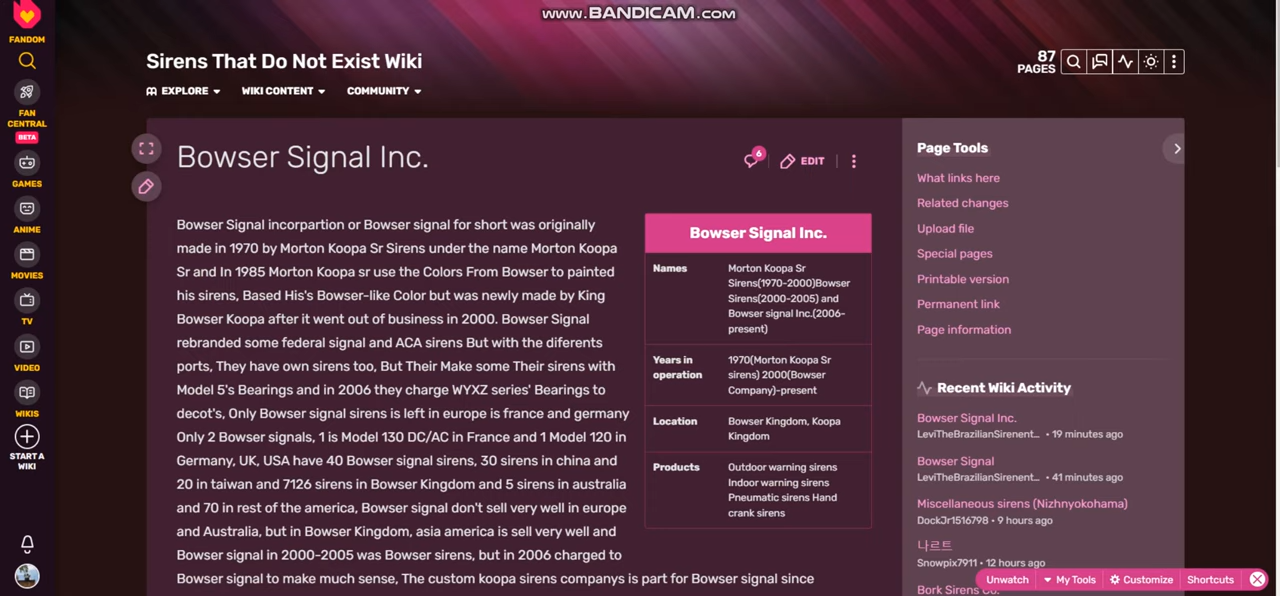 www.BANDICAM.com
FANDOM
FAN CENTRAL
BETA
GAMES
ANIME
MOVIES
TV
VIDEO
WIKIS
START A WIKI
Sirens That Do Not Exist Wiki
87 PAGES
EXPLORE WIKI CONTENT COMMUNITY
Bowser Signal Inc.
6
EDIT
Bowser Signal incorpartion or Bowser signal for short was originally
made in 1970 by Morton Koopa Sr Sirens under the name Morton Koopa
Sr and In 1985 Morton Koopa sr use the Colors From Bowser to painted
his sirens, Based His's Bowser-like Color but was newly made by King
Bowser Koopa after it went out of business in 2000. Bowser Signal
rebranded some federal signal and ACA sirens But with the diferents
ports, They have own sirens too, But Their Make some Their sirens with
Model 5's Bearings and in 2006 they charge WYXZ series' Bearings to
decot's, Only Bowser signal sirens is left in europe is france and germany
Only 2 Bowser signals, 1 is Model 130 DC/AC in France and 1 Model 120 in
Germany, UK, USA have 40 Bowser signal sirens, 30 sirens in china and
20 in taiwan and 7126 sirens in Bowser Kingdom and 5 sirens in australia
and 70 in rest of the america, Bowser signal don't sell very well in europe
and Australia, but in Bowser Kingdom, asia america is sell very well and
Bowser signal in 2000-2005 was Bowser sirens, but in 2006 charged to
Bowser signal to make much sense, The custom koopa sirens companys is part for Bowser signal since
Bowser Signal Inc.
Names
Morton Koopa Sr
Sirens(1970-2000)Bowser
Sirens(2000-2005) and
Bowser signal Inc.(2006-
present)
Years in
operation
1970(Morton Koopa Sr
sirens) 2000(Bowser
Company)-present
Location
Bowser Kingdom, Koopa
Kingdom
Products
Outdoor warning sirens
Indoor warning sirens
Pneumatic sirens Hand
crank sirens
Page Tools
What links here
Related changes
Upload file
Special pages
Printable version
Permanent link
Page information
Recent Wiki Activity
Bowser Signal Inc.
LeviTheBrazilianSirenent... • 19 minutes ago
Bowser Signal
LeviTheBrazilianSirenent... • 41 minutes ago
Miscellaneous sirens (Nizhnyokohama)
DockJr1516798 • 9 hours ago
나르트
Snowpix7911 • 12 hours ago
Bork Sirens Co.
Unwatch My Tools Customize Shortcuts